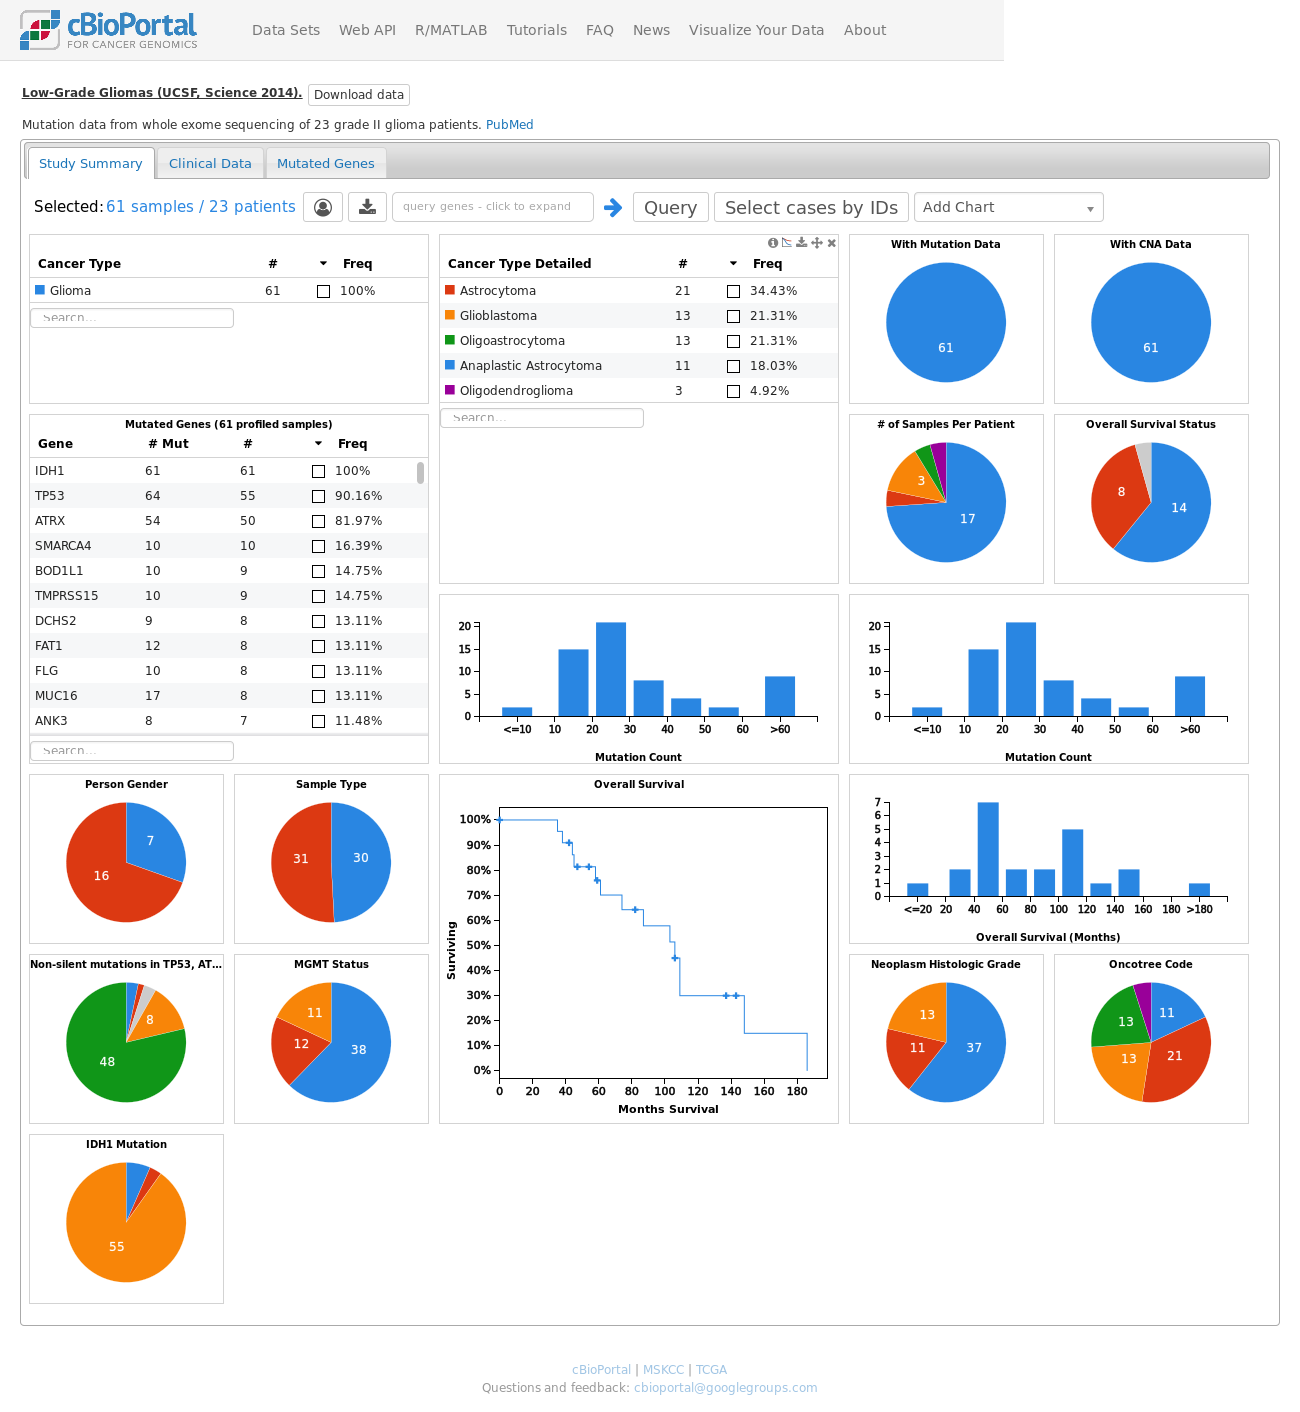 cBioPortal
FOR CANCER GENOMICS
Data Sets Web API R/MATLAB Tutorials FAQ News Visualize Your Data About
Low-Grade Gliomas (UCSF, Science 2014). Download data
Mutation data from whole exome sequencing of 23 grade II glioma patients. PubMed
Study Summary Clinical Data Mutated Genes
Selected: 61 samples / 23 patients query genes - click to expand Query Select cases by IDs Add Chart
Cancer Type # Freq
Glioma 61 100%
Search...
Cancer Type Detailed # Freq
Astrocytoma 21 34.43%
Glioblastoma 13 21.31%
Oligoastrocytoma 13 21.31%
Anaplastic Astrocytoma 11 18.03%
Oligodendroglioma 3 4.92%
Search...
With Mutation Data
61
With CNA Data
61
Mutated Genes (61 profiled samples)
Gene # Mut # Freq
IDH1 61 61 100%
TP53 64 55 90.16%
ATRX 54 50 81.97%
SMARCA4 10 10 16.39%
BOD1L1 10 9 14.75%
TMPRSS15 10 9 14.75%
DCHS2 9 8 13.11%
FAT1 12 8 13.11%
FLG 10 8 13.11%
MUC16 17 8 13.11%
ANK3 8 7 11.48%
Search...
# of Samples Per Patient
3
17
Overall Survival Status
8
14
20
15
10
5
0
<=10 10 20 30 40 50 60 >60
Mutation Count
20
15
10
5
0
<=10 10 20 30 40 50 60 >60
Mutation Count
Person Gender
7
16
Sample Type
31 30
Overall Survival
100%
90%
80%
70%
60%
50%
40%
30%
20%
10%
0%
Surviving
0 20 40 60 80 100 120 140 160 180
Months Survival
7
6
5
4
3
2
1
0
<=20 20 40 60 80 100 120 140 160 180 >180
Overall Survival (Months)
Non-silent mutations in TP53, AT...
8
48
MGMT Status
11
12 38
Neoplasm Histologic Grade
13
11 37
Oncotree Code
11
13
13 21
IDH1 Mutation
55
cBioPortal | MSKCC | TCGA
Questions and feedback: cbioportal@googlegroups.com